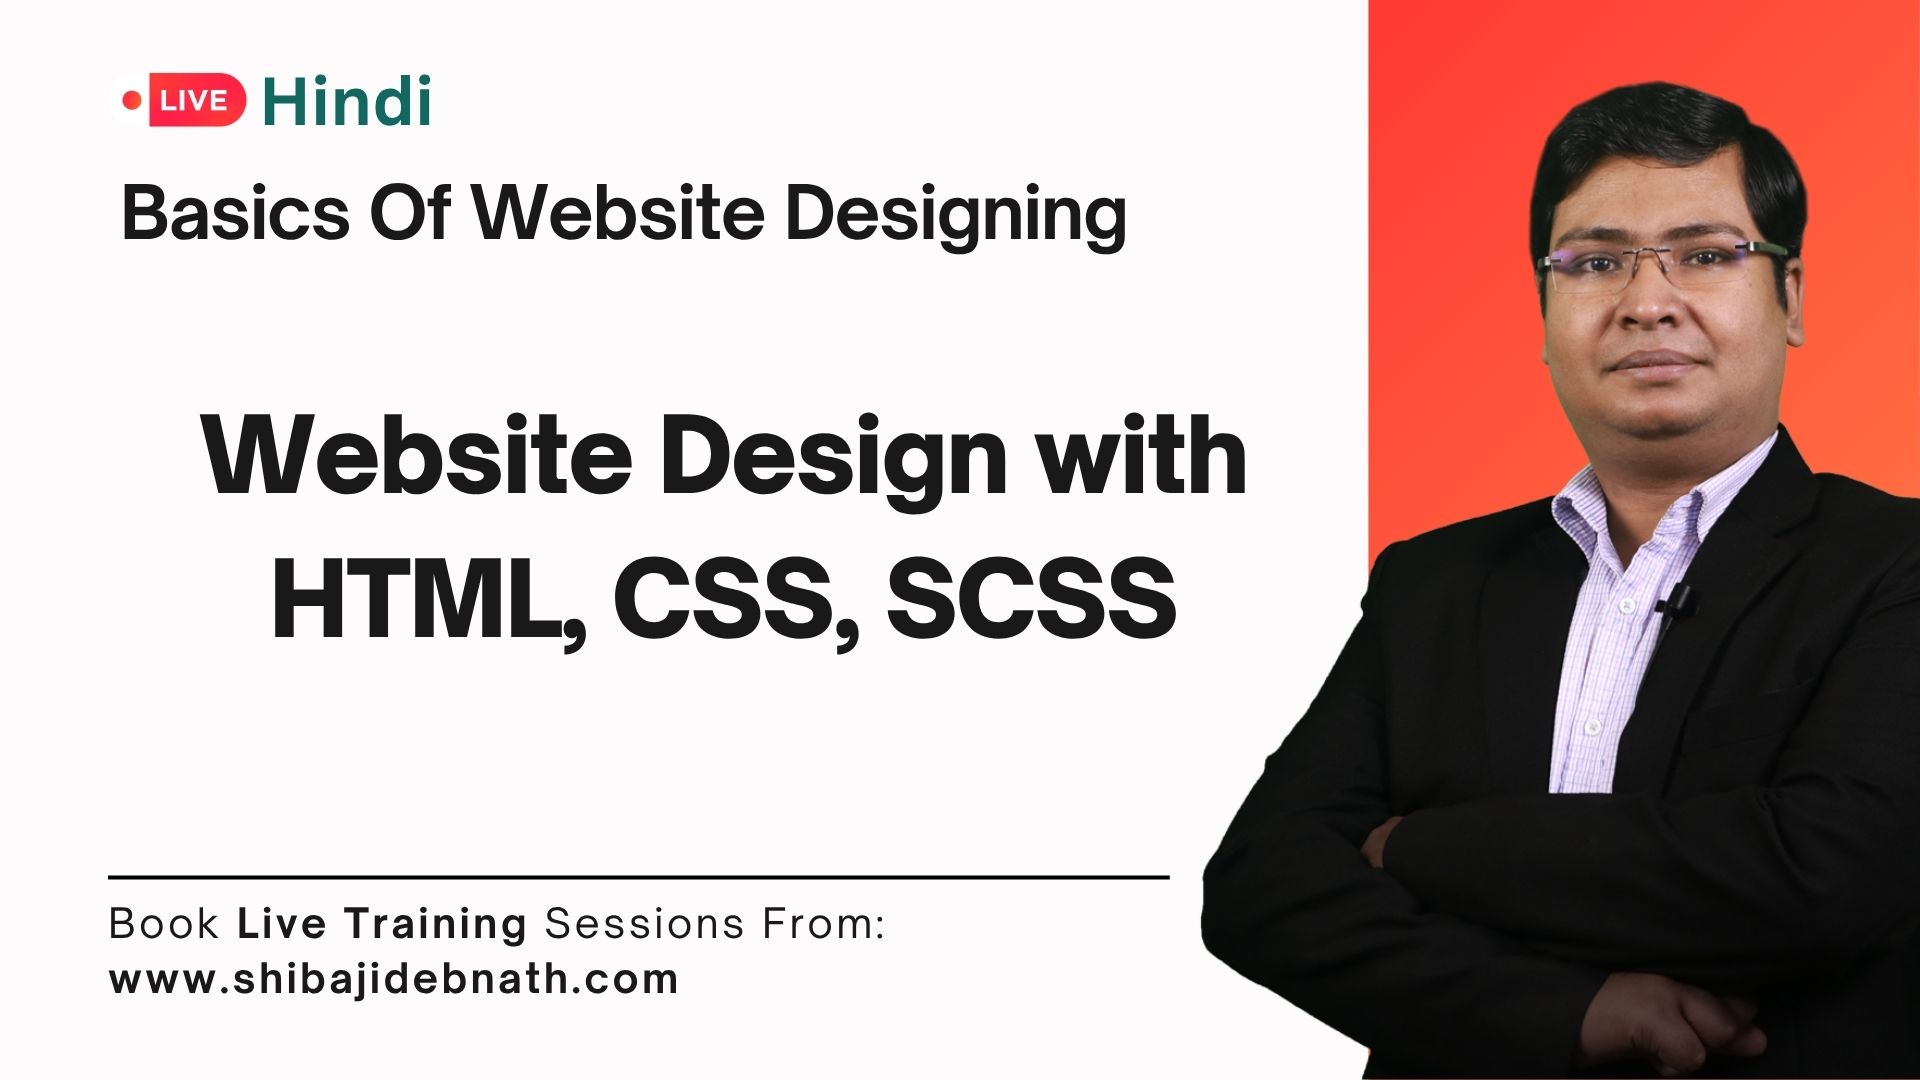 LIVE Hindi
Basics Of Website Designing
Website Design with
HTML, CSS, SCSS
Book Live Training Sessions From:
www.shibajidebnath.com